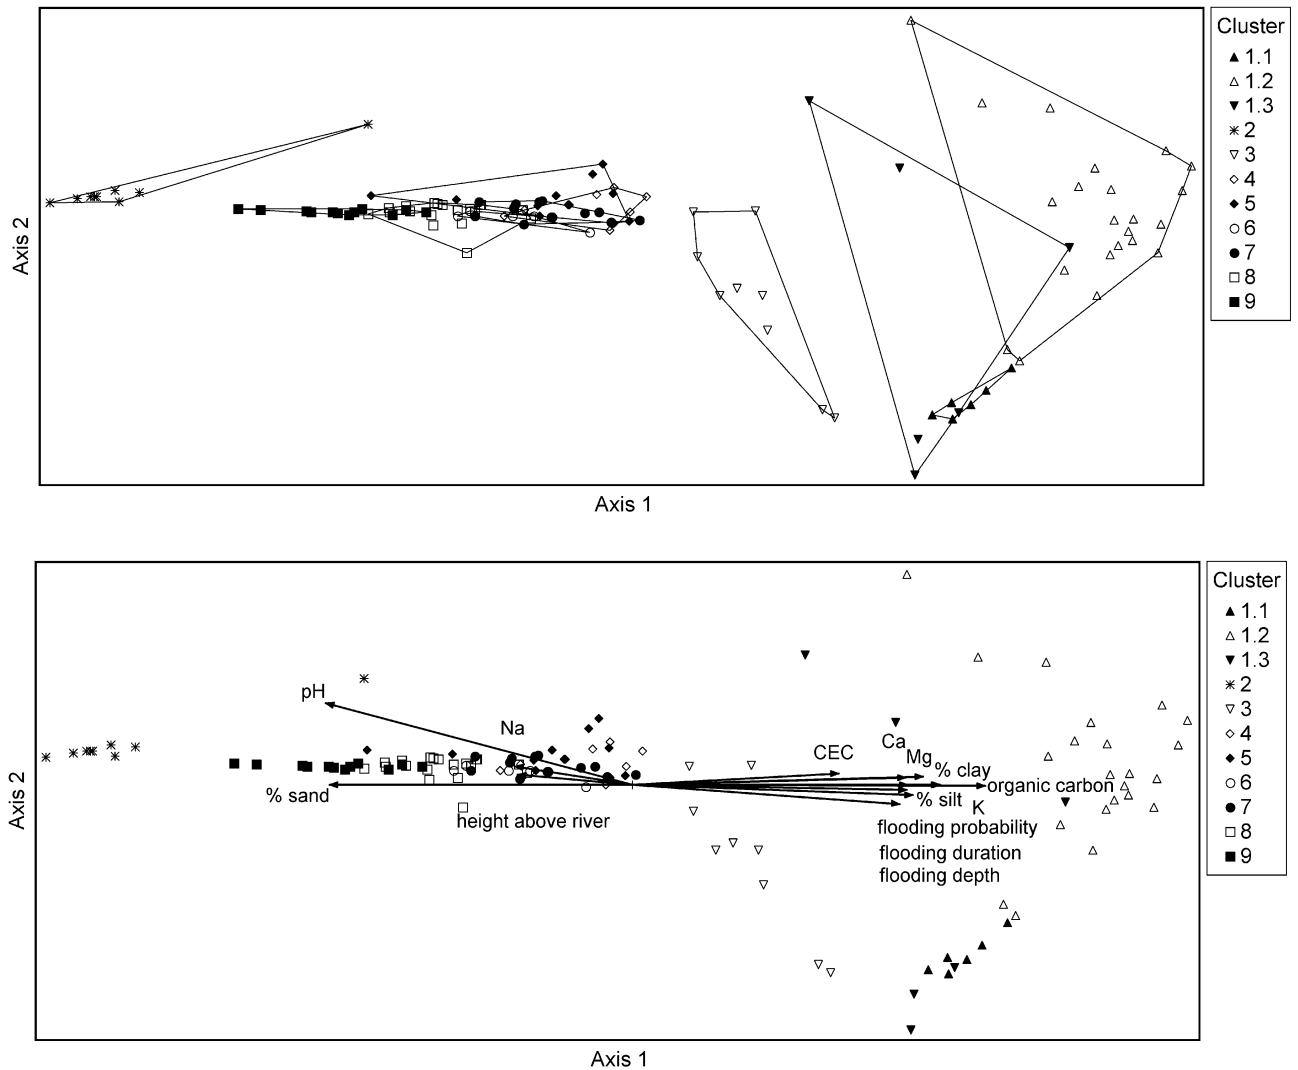 Cluster
1.1
1.2
1.3
2
3
4
5
6
7
8
9
Axis 2
Axis 1
Cluster
1.1
1.2
1.3
2
3
4
5
6
7
8
9
pH
Na
CEC
Ca
Mg
% clay
organic carbon
% silt
K
% sand
height above river
flooding probability
flooding duration
flooding depth
Axis 2
Axis 1